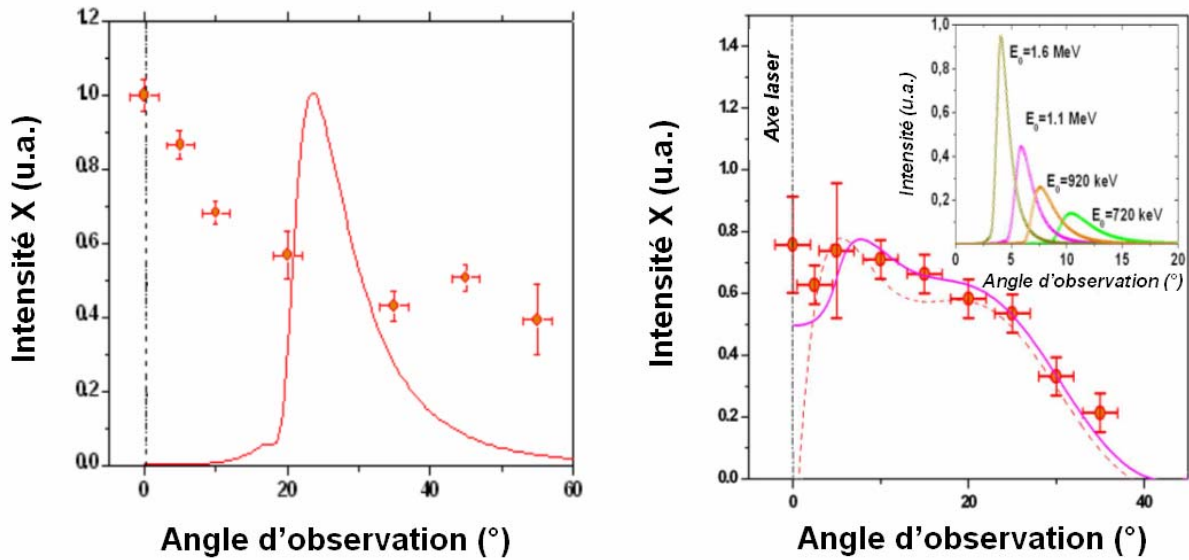 1.2
1.0
0.8
0.6
0.4
0.2
0.0
Intensité X (u.a.)
0
20
40
60
Angle d'observation (°)
1.4
1.2
1.0
0.8
0.6
0.4
0.2
0.0
Intensité X (u.a.)
Axe laser
0
20
40
Angle d'observation (°)
1,0
0,8
0,4
0,2
0,0
Intensité (u.a.)
E0=1.6 MeV
E0=1.1 MeV
E0=920 keV
E0=720 keV
0
5
10
15
20
Angle d'observation (°)